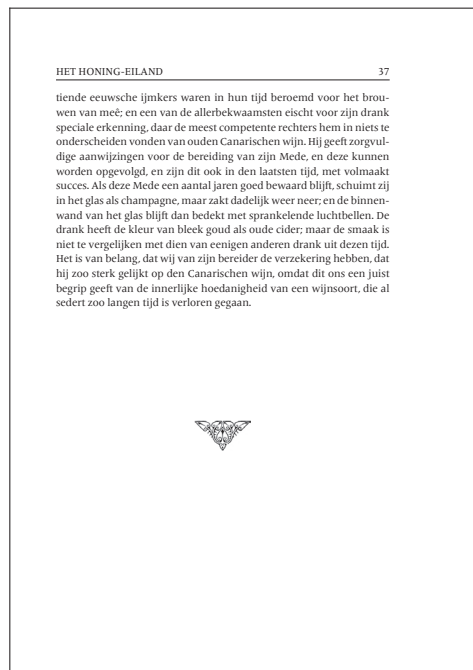 HET HONING-EILAND 37
tiende eeuwsche ijmkers waren in hun tijd beroemd voor het brou-
wen van meê; en een van de allerbekwaamsten eischt voor zijn drank
speciale erkenning, daar de meest competente rechters hem in niets te
onderscheiden vonden van ouden Canarischen wijn. Hij geeft zorgvul-
dige aanwijzingen voor de bereiding van zijn Mede, en deze kunnen
worden opgevolgd, en zijn dit ook in den laatsten tijd, met volmaakt
succes. Als deze Mede een aantal jaren goed bewaard blijft, schuimt zij
in het glas als champagne, maar zakt dadelijk weer neer; en de binnen-
wand van het glas blijft dan bedekt met sprankelende luchtbellen. De
drank heeft de kleur van bleek goud als oude cider; maar de smaak is
niet te vergelijken met dien van eenigen anderen drank uit dezen tijd.
Het is van belang, dat wij van zijn bereider de verzekering hebben, dat
hij zoo sterk gelijkt op den Canarischen wijn, omdat dit ons een juist
begrip geeft van de innerlijke hoedanigheid van een wijnsoort, die al
sedert zoo langen tijd is verloren gegaan.